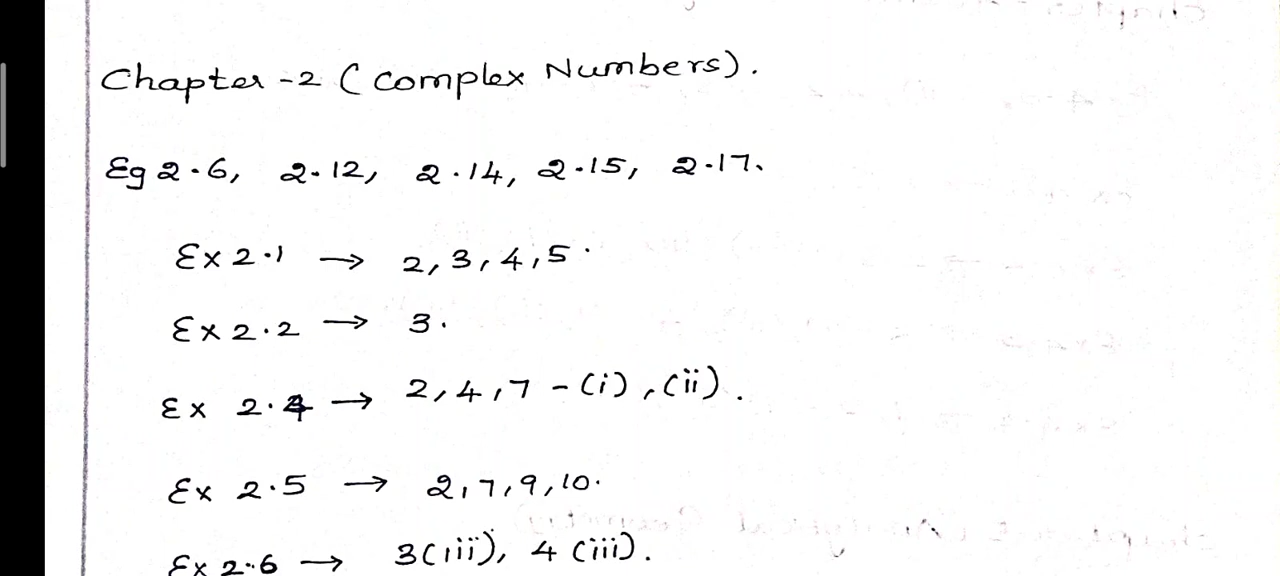 Chapter -2 (Complex Numbers).
Eg 2.6, 2.12, 2.14, 2.15, 2.17.
Ex 2.1 → 2, 3, 4, 5.
Ex 2.2 → 3.
Ex 2.4 → 2, 4, 7 - (i), (ii).
Ex 2.5 → 2, 7, 9, 10.
Ex 2.6 → 3(iii), 4 (iii).